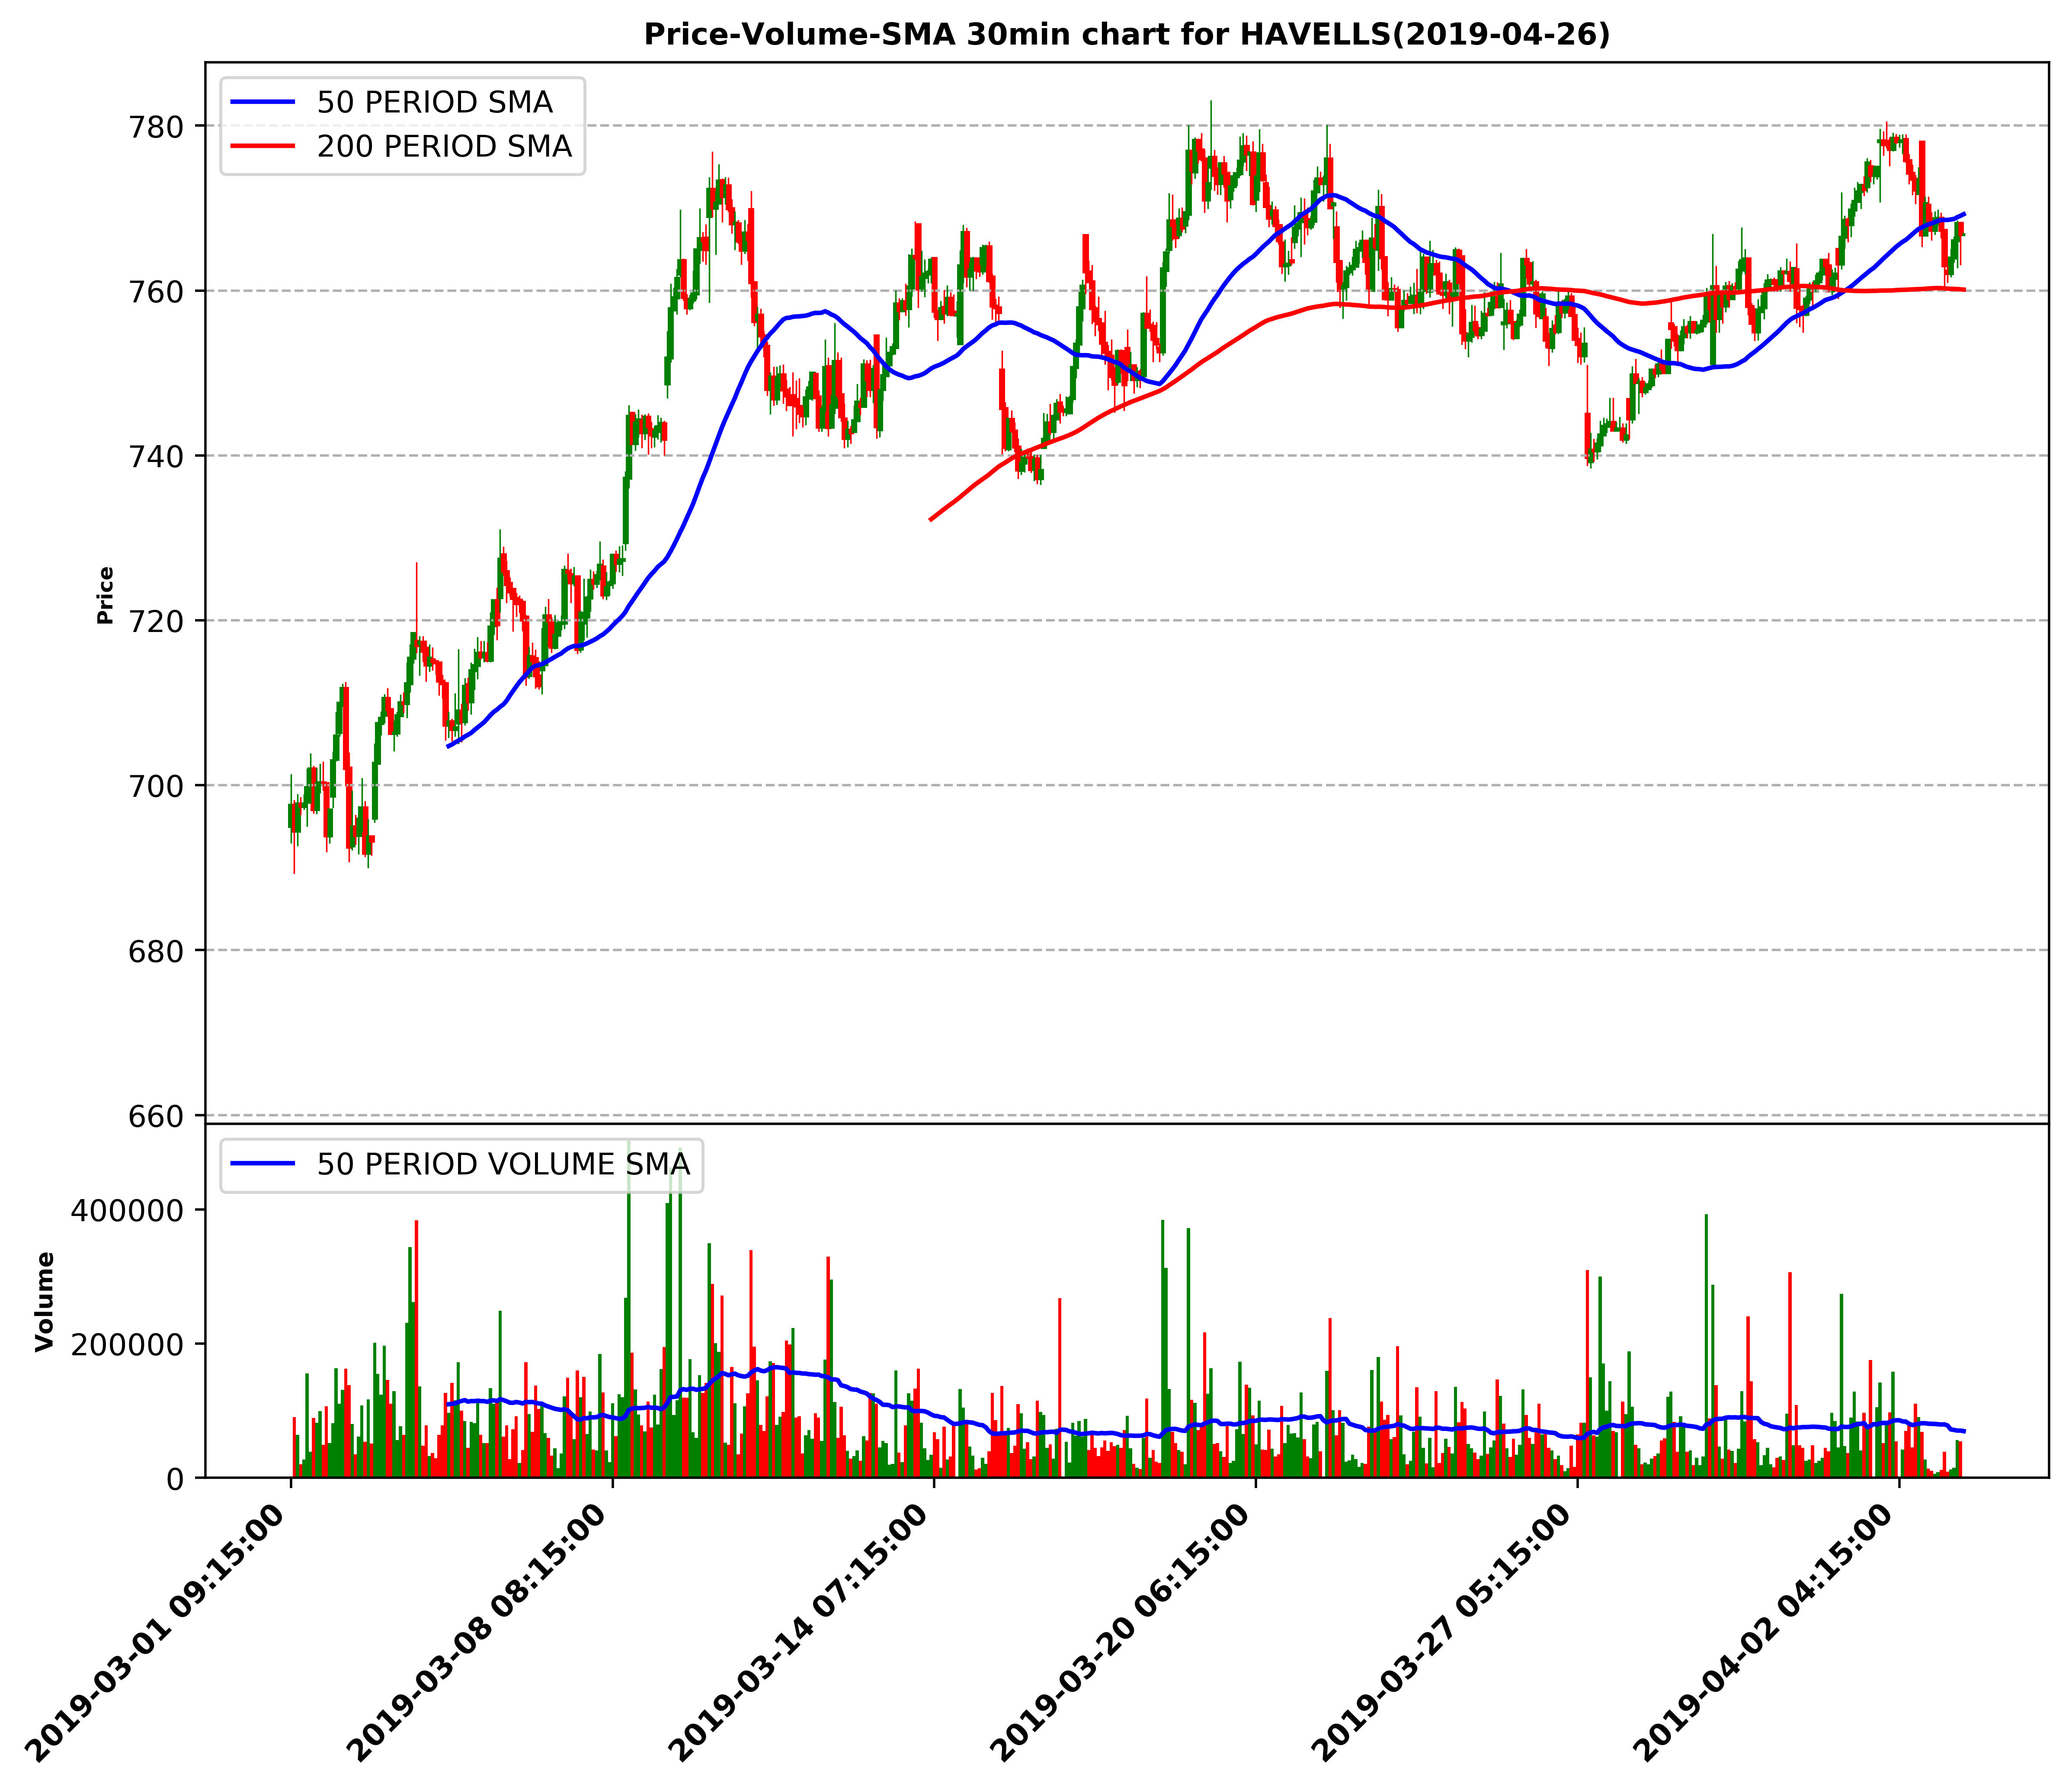 Price-Volume-SMA 30min chart for HAVELLS(2019-04-26)
50 PERIOD SMA
200 PERIOD SMA
780
760
740
720
700
680
660
Price
50 PERIOD VOLUME SMA
400000
200000
0
Volume
2019-03-01 09:15:00
2019-03-08 08:15:00
2019-03-14 07:15:00
2019-03-20 06:15:00
2019-03-27 05:15:00
2019-04-02 04:15:00